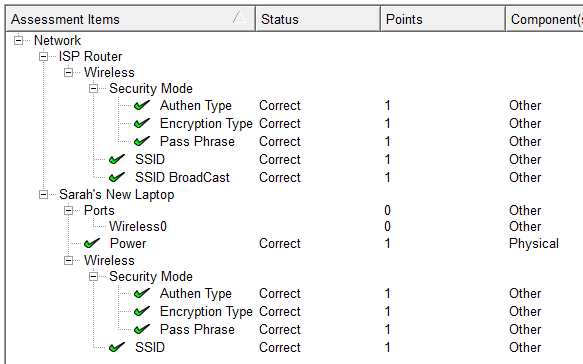 Assessment Items Status Points Component(s
Network
ISP Router
Wireless
Security Mode
Authen Type Correct 1 Other
Encryption Type Correct 1 Other
Pass Phrase Correct 1 Other
SSID Correct 1 Other
SSID BroadCast Correct 1 Other
Sarah's New Laptop
Ports 0 Other
Wireless0 0 Other
Power Correct 1 Physical
Wireless
Security Mode
Authen Type Correct 1 Other
Encryption Type Correct 1 Other
Pass Phrase Correct 1 Other
SSID Correct 1 Other